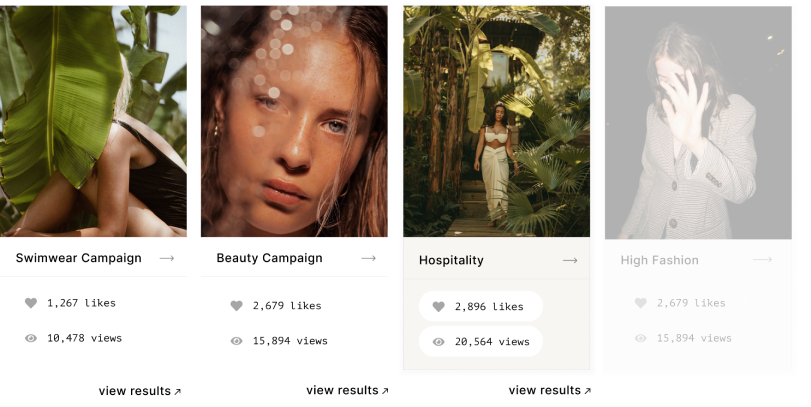 Swimwear Campaign
1,267 likes
10,478 views
view results
Beauty Campaign
2,679 likes
15,894 views
view results
Hospitality
2,896 likes
20,564 views
view results
High Fashion
2,679 likes
15,894 views